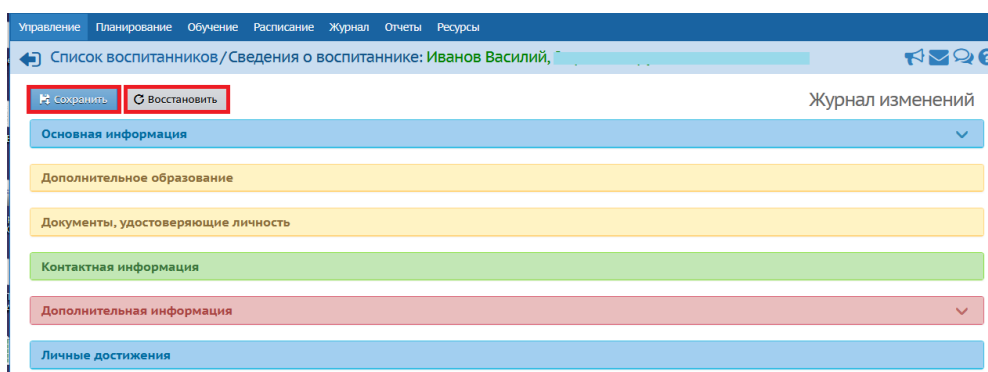 Управление Планирование Обучение Расписание Журнал Отчеты Ресурсы
Список воспитанников/Сведения о воспитаннике: Иванов Василий,
Сохранить Восстановить Журнал изменений
Основная информация
Дополнительное образование
Документы, удостоверяющие личность
Контактная информация
Дополнительная информация
Личные достижения